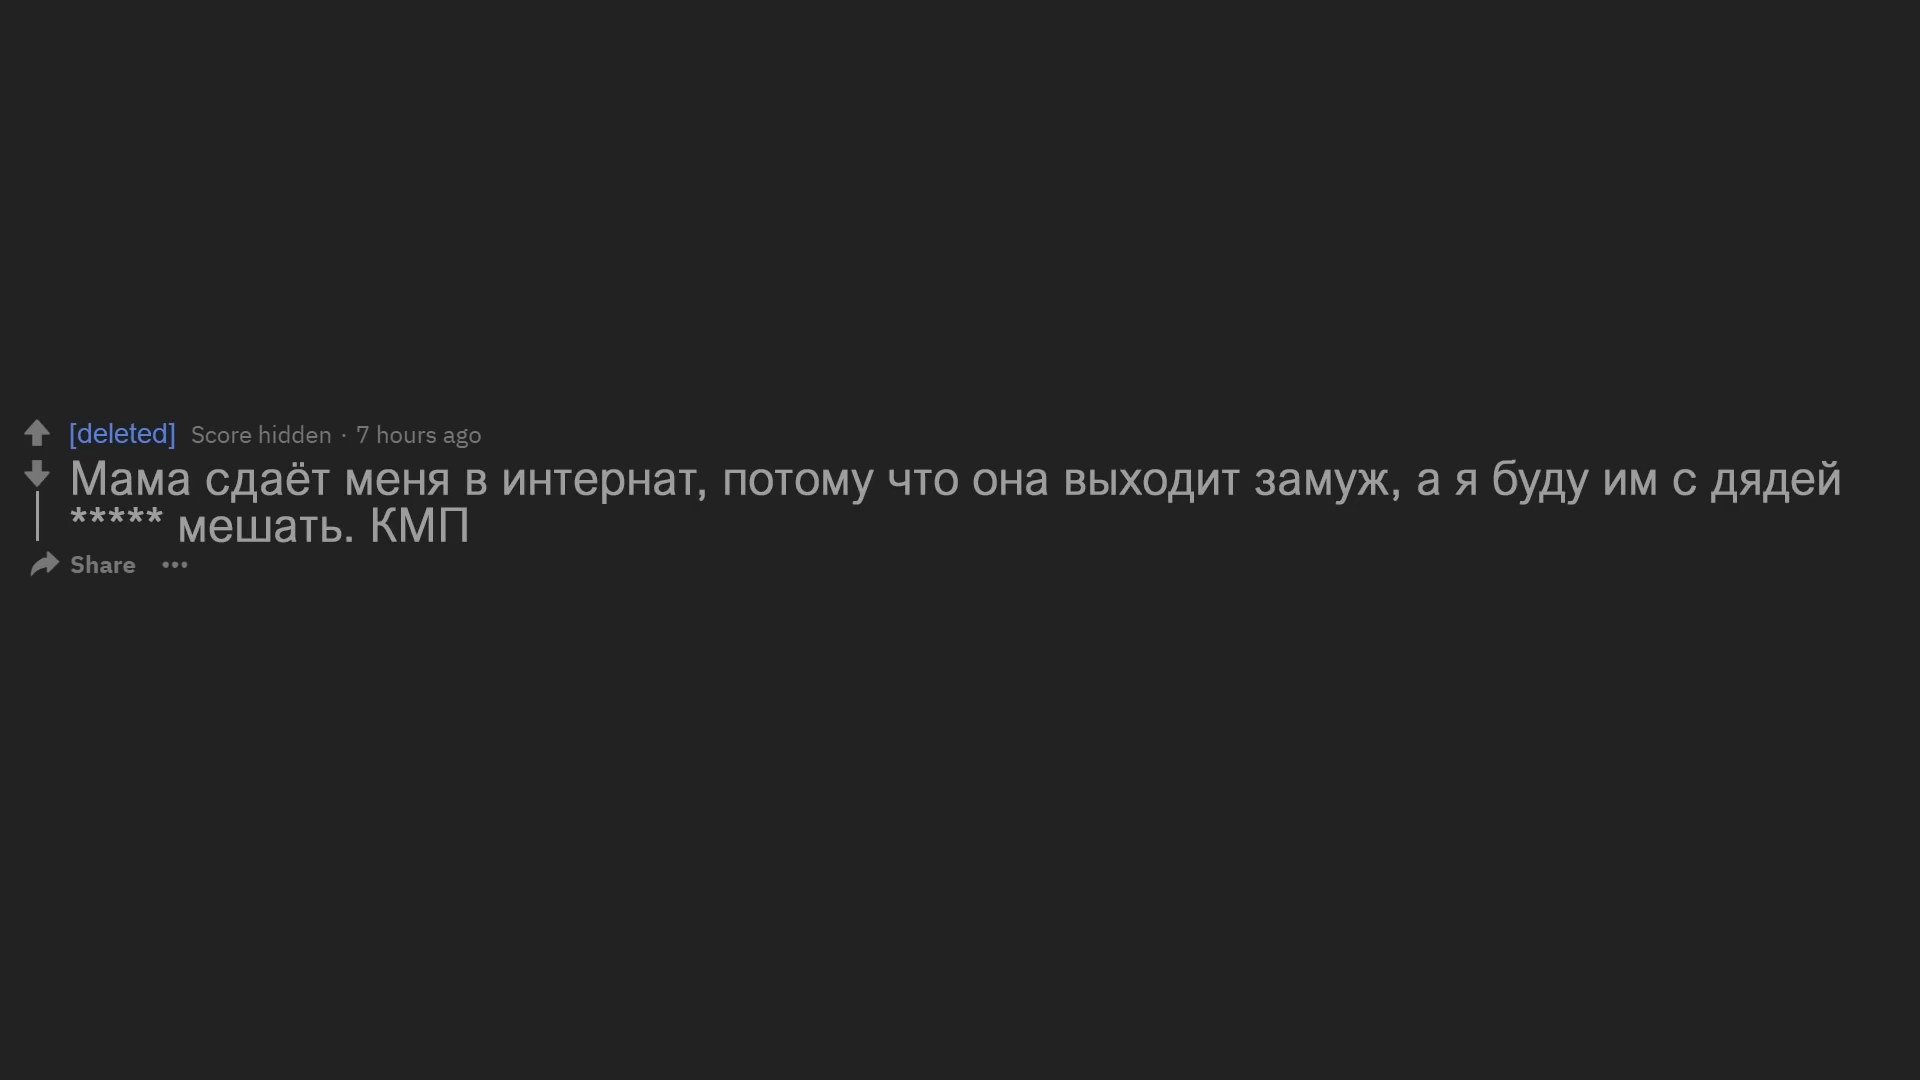 [deleted] Score hidden · 7 hours ago
Мама сдаёт меня в интернат, потому что она выходит замуж, а я буду им с дядей
***** мешать. КМП
Share •••